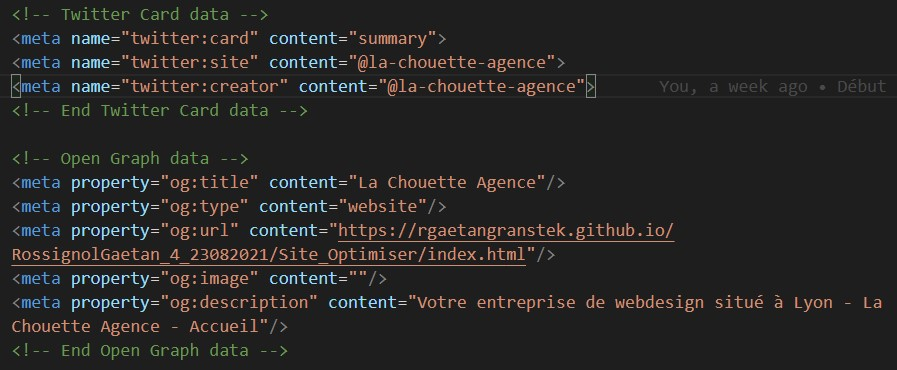 <!-- Twitter Card data -->
<meta name="twitter:card" content="summary">
<meta name="twitter:site" content="@la-chouette-agence">
<meta name="twitter:creator" content="@la-chouette-agence"> You, a week ago • Début
<!-- End Twitter Card data -->
<!-- Open Graph data -->
<meta property="og:title" content="La Chouette Agence"/>
<meta property="og:type" content="website"/>
<meta property="og:url" content="https://rgaetangranstek.github.io/
RossignolGaetan_4_23082021/Site_Optimiser/index.html"/>
<meta property="og:image" content=""/>
<meta property="og:description" content="Votre entreprise de webdesign situé à Lyon - La
Chouette Agence - Accueil"/>
<!-- End Open Graph data -->